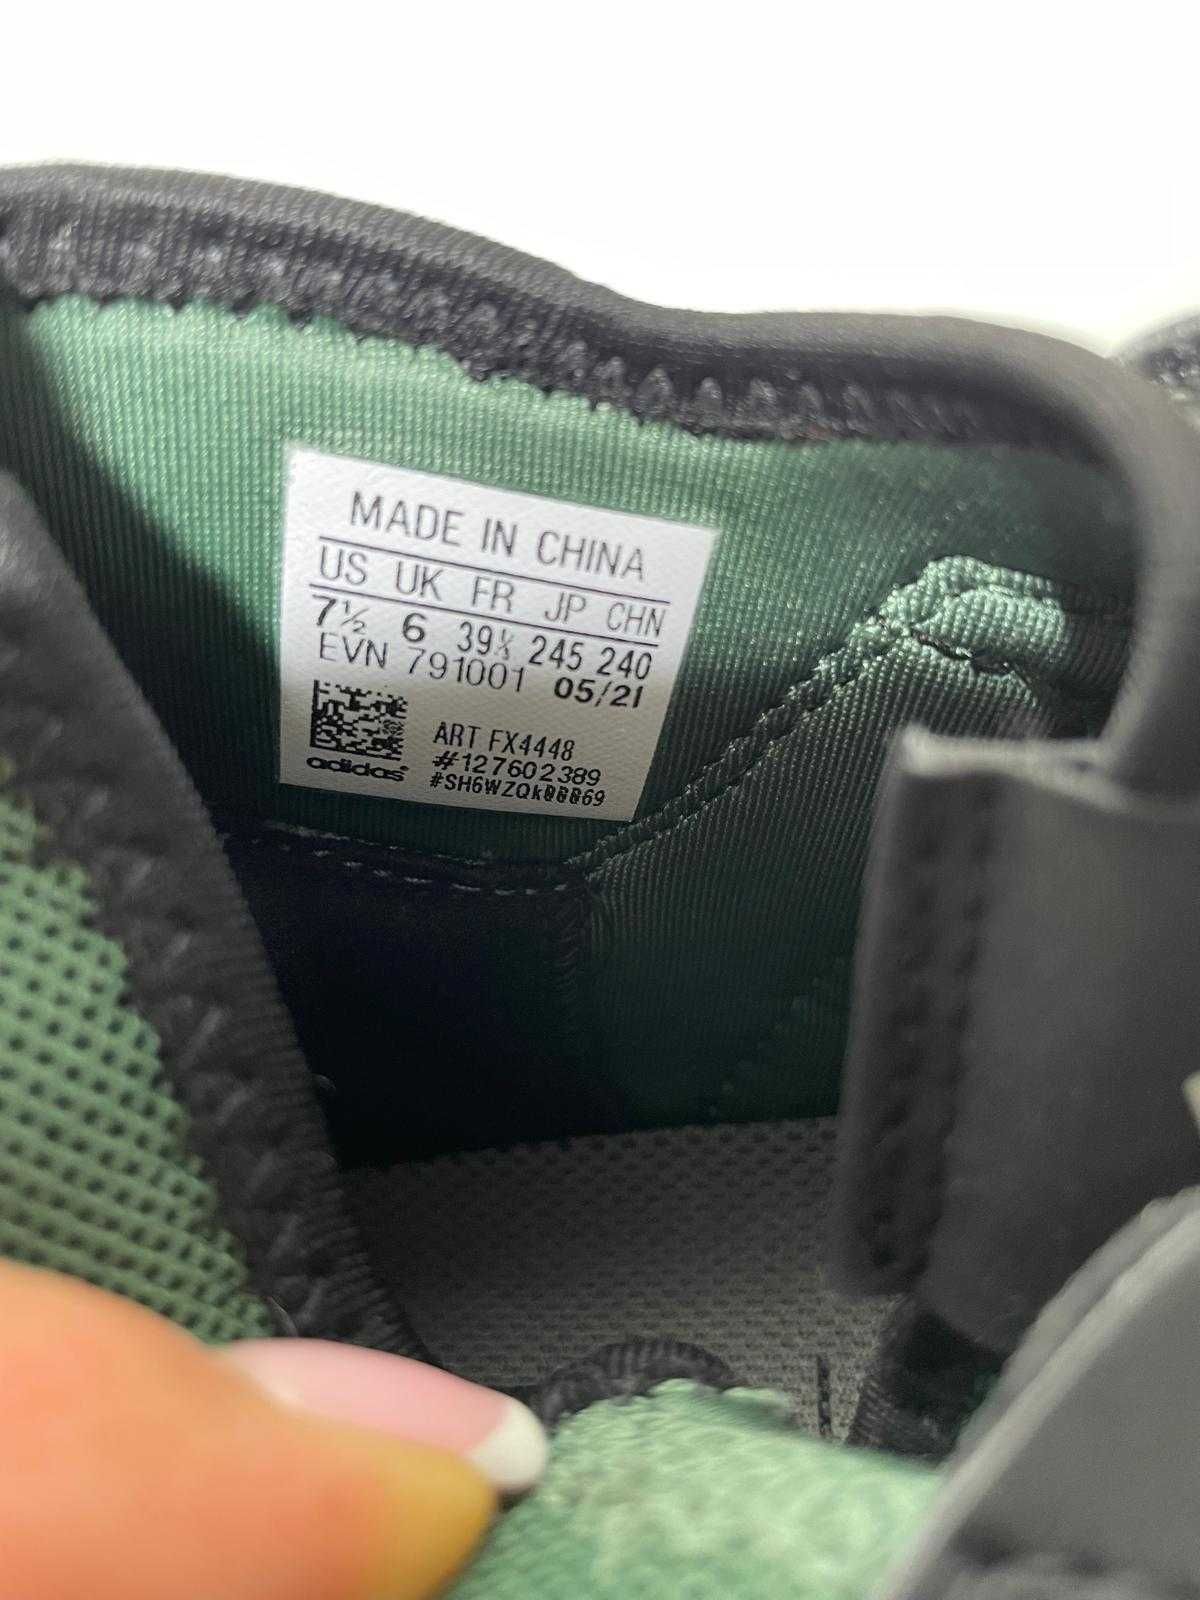 MADE IN CHINA
US UK FR JP CHN
7½ 6 39⅓ 245 240
EVN 791001 05/21
ART FX4448
#127602389
adidas